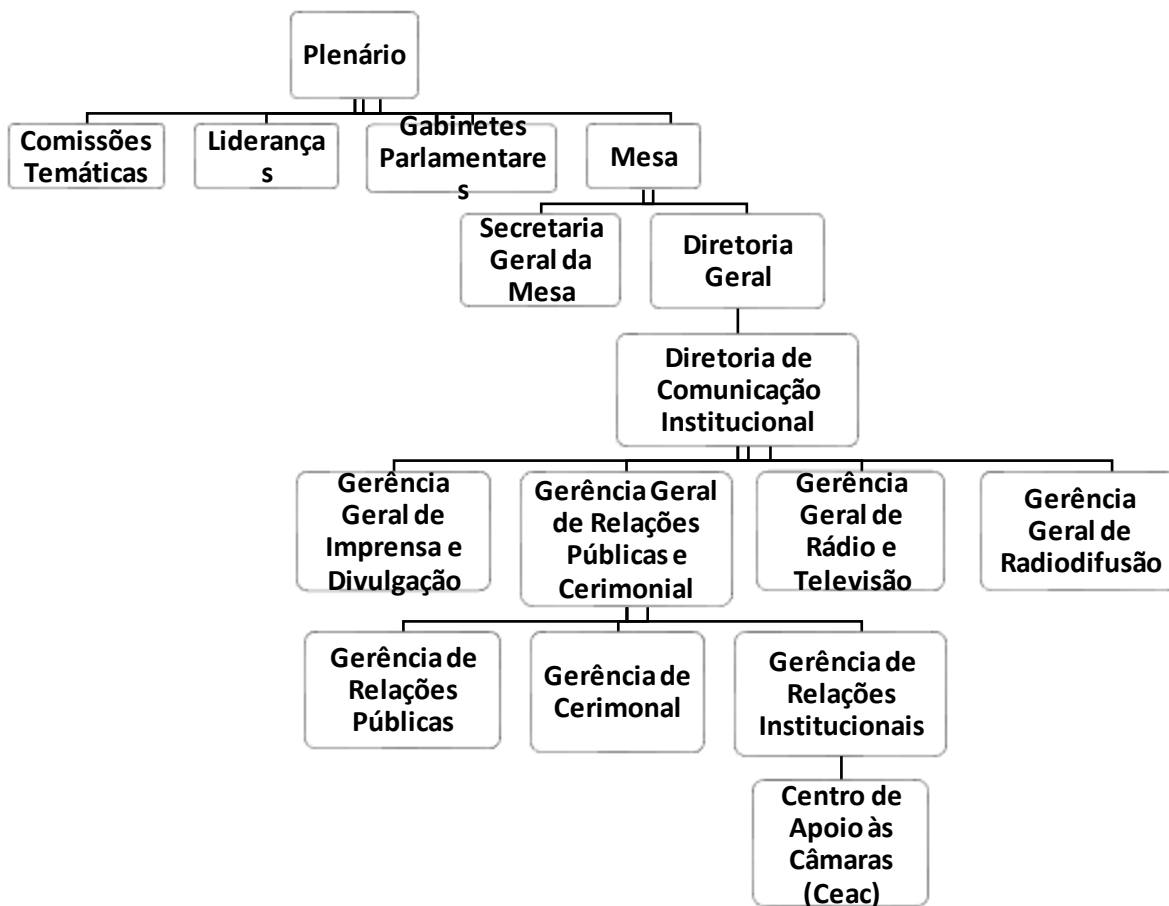 Plenário
Comissões
Temáticas
Lideranç
s
Gabinetes
Parlamentare
s
Mesa
Secretaria
Geral da
Mesa
Diretoria
Geral
Diretoria de
Comunicação
Institucional
Gerência
Geral de
Imprensa e
Divulgação
Gerência Geral
de Relações
Públicas e
Cerimonial
Gerência
Geral de
Rádio e
Televisão
Gerência
Geral de
Radiodifusão
Gerência de
Relações
Públicas
Gerência de
Cerimonal
Gerência de
Relações
Institucionais
Centro de
Apoio às
Câmaras
(Ceac)